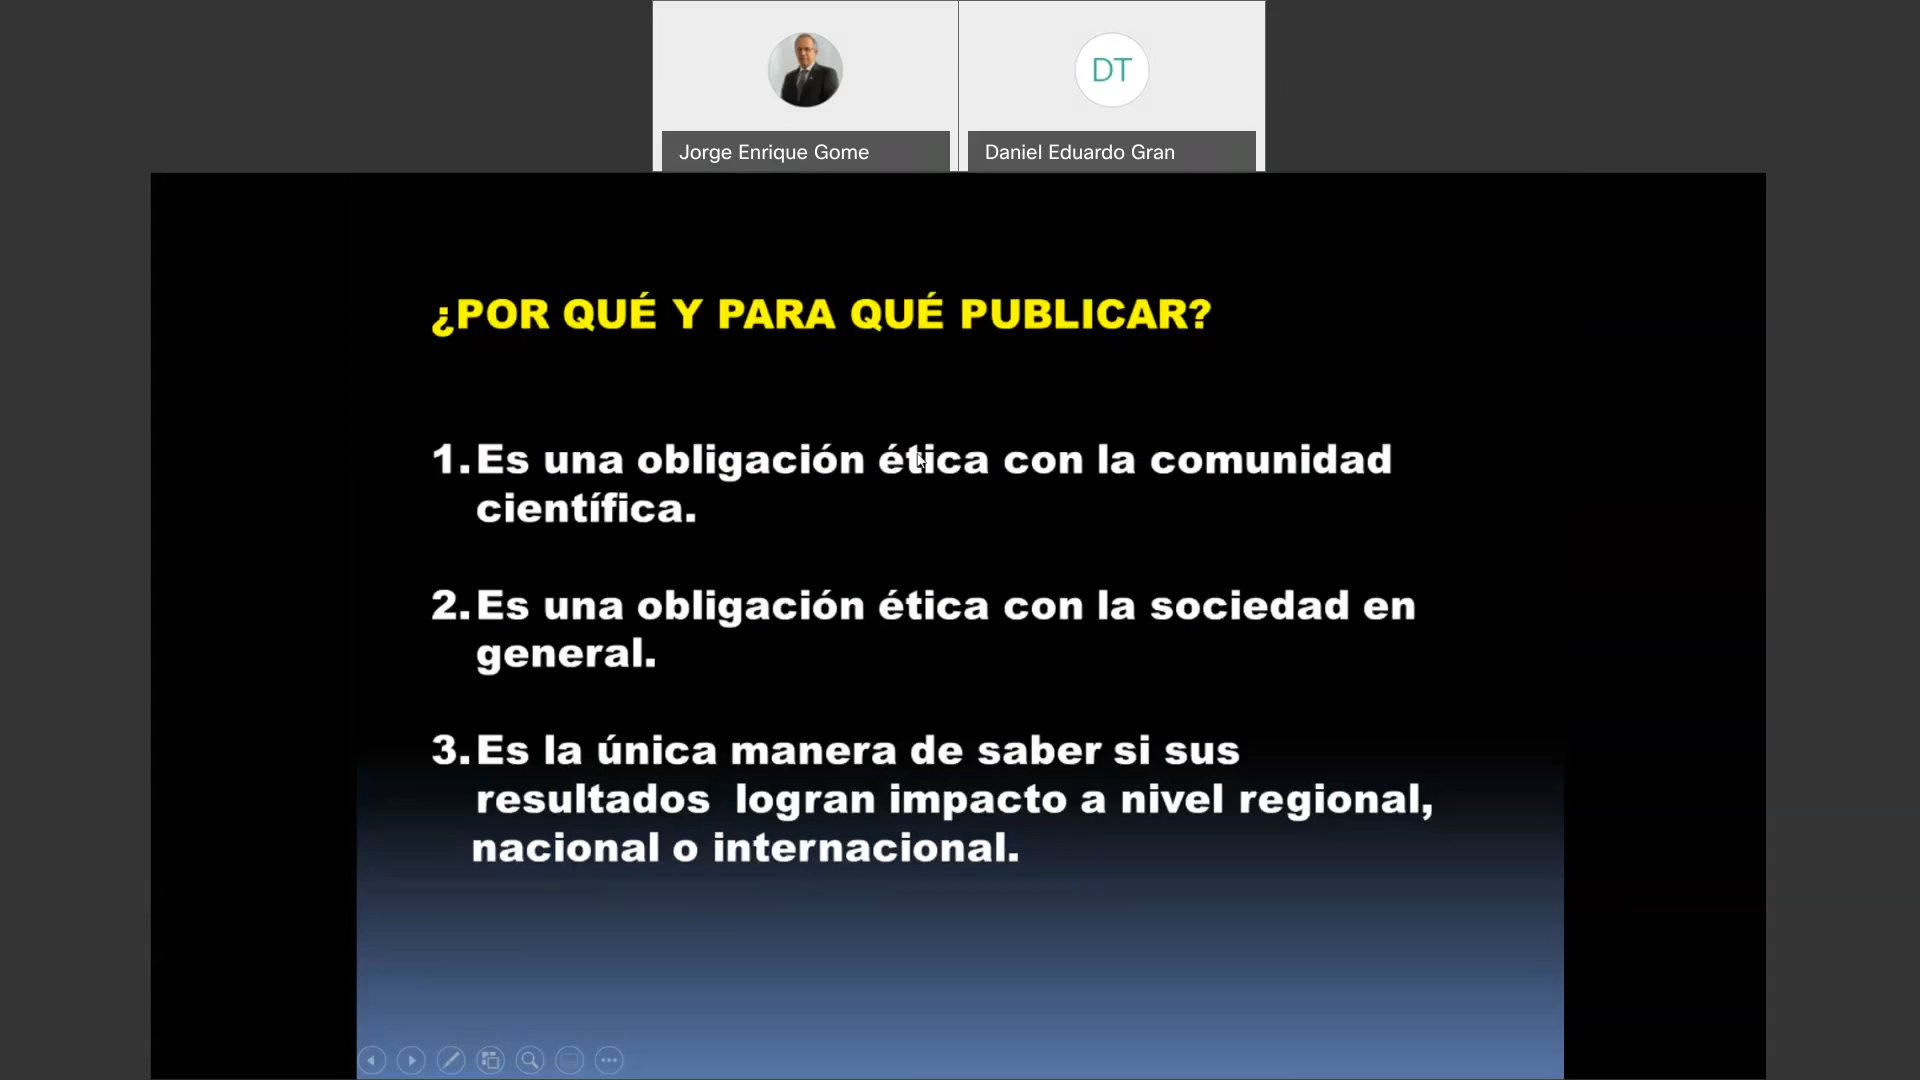 DT
Jorge Enrique Gome
Daniel Eduardo Gran
¿POR QUÉ Y PARA QUÉ PUBLICAR?
1. Es una obligación ética con la comunidad
científica.
2. Es una obligación ética con la sociedad en
general.
3. Es la única manera de saber si sus
resultados logran impacto a nivel regional,
nacional o internacional.